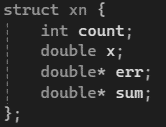 struct xn {
    int count;
    double x;
    double* err;
    double* sum;
};